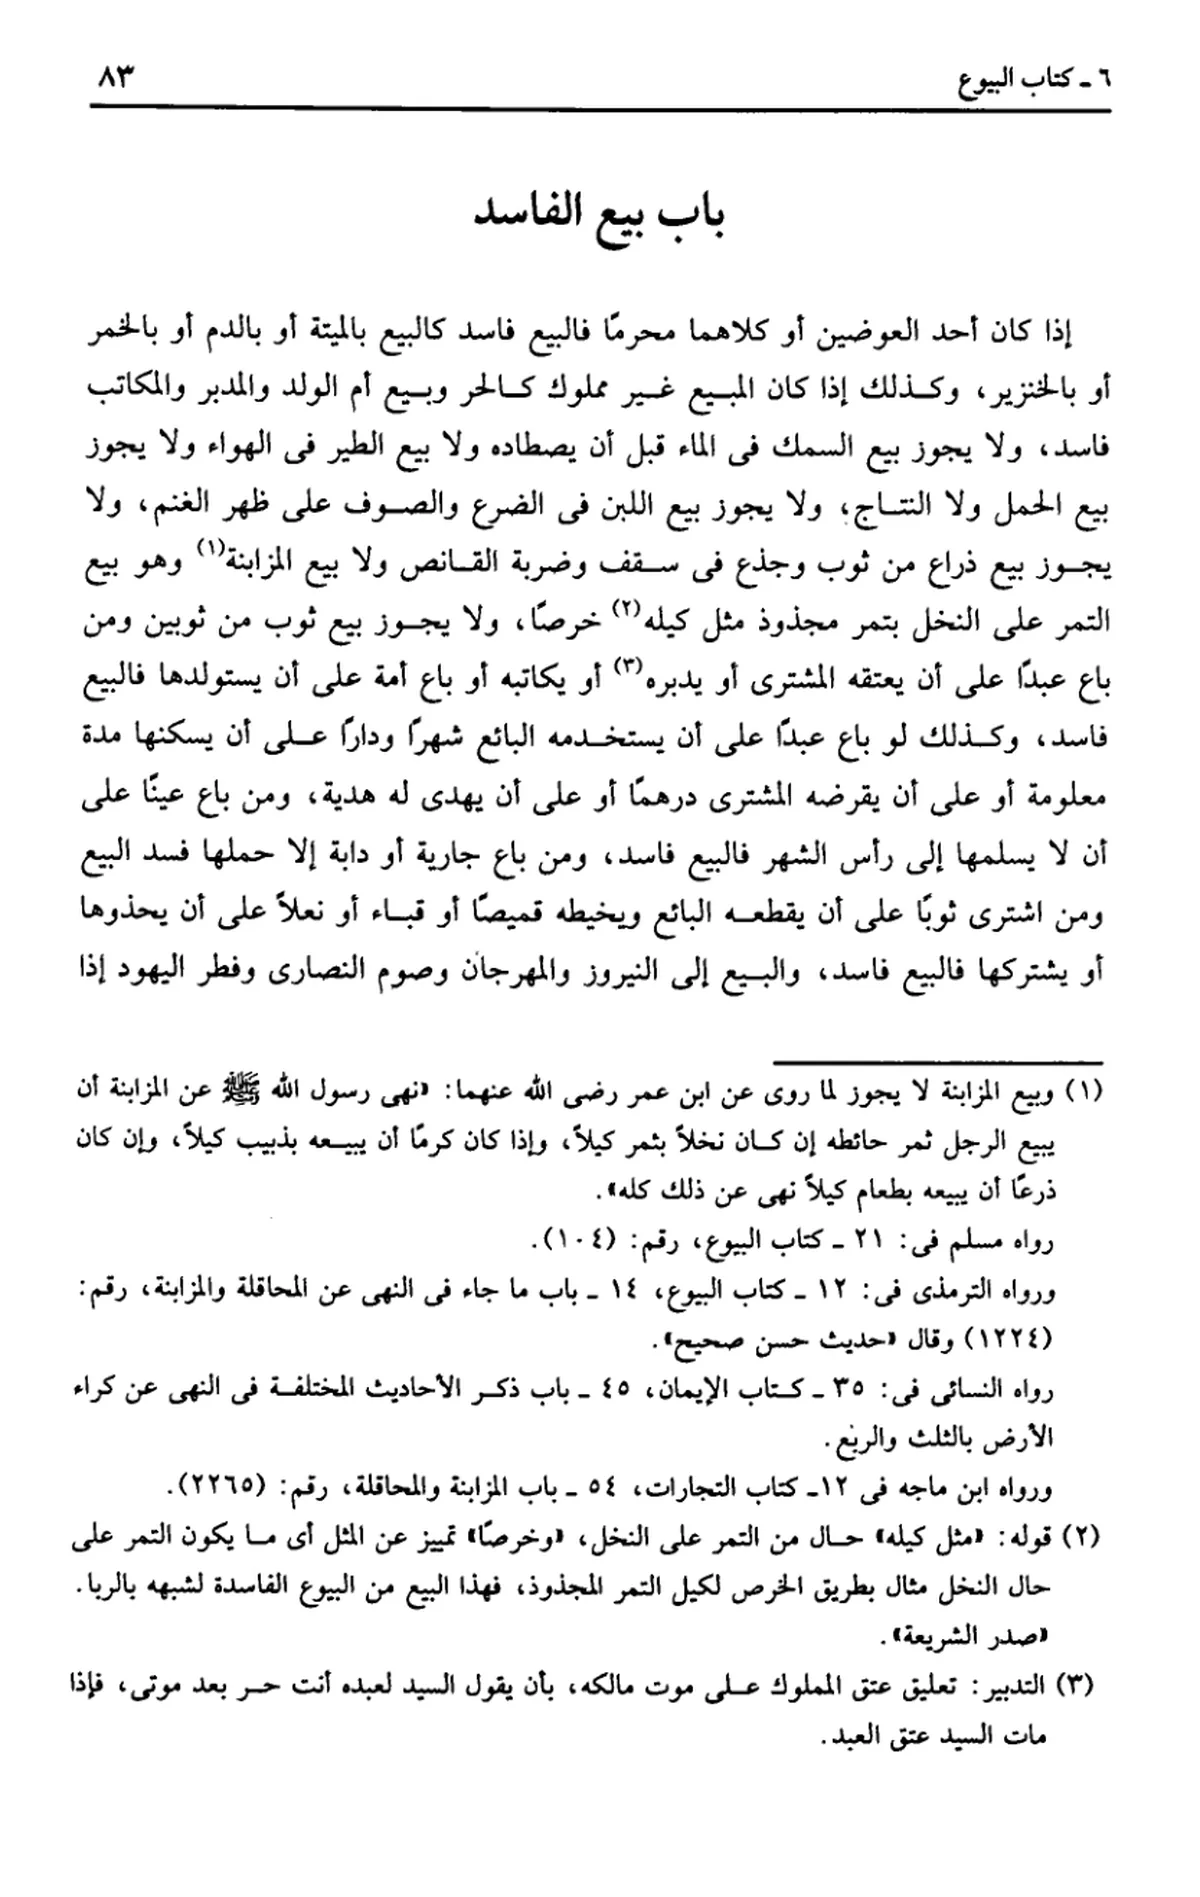 ٦ ـ كتاب البيوع ٨٣
باب بيع الفاسد
إذا كان أحد العوضين أو كلاهما محرمًا فالبيع فاسد كالبيع بالميتة أو بالدم أو بالخمر
أو بالخنزير، وكذلك إذا كان المبيع غير مملوك كالحر وبيع أم الولد والمدبر والمكاتب
فاسد، ولا يجوز بيع السمك فى الماء قبل أن يصطاده ولا بيع الطير فى الهواء ولا يجوز
بيع الحمل ولا النتاج، ولا يجوز بيع اللبن فى الضرع والصوف على ظهر الغنم، ولا
يجوز بيع ذراع من ثوب وجذع فى سقف وضربة القانص ولا بيع المزابنة(١) وهو بيع
التمر على النخل بتمر مجذوذ مثل كيله(٢) خرصًا، ولا يجوز بيع ثوب من ثوبين ومن
باع عبدًا على أن يعتقه المشترى أو يدبره(٣) أو يكاتبه أو باع أمة على أن يستولدها فالبيع
فاسد، وكذلك لو باع عبدًا على أن يستخدمه البائع شهرًا ودارًا على أن يسكنها مدة
معلومة أو على أن يقرضه المشترى درهمًا أو على أن يهدى له هدية، ومن باع عينًا على
أن لا يسلمها إلى رأس الشهر فالبيع فاسد، ومن باع جارية أو دابة إلا حملها فسد البيع
ومن اشترى ثوبًا على أن يقطعه البائع ويخيطه قميصًا أو قباء أو نعلاً على أن يحذوها
أو يشتركها فالبيع فاسد، والبيع إلى النيروز والمهرجان وصوم النصارى وفطر اليهود إذا
(١) وبيع المزابنة لا يجوز لما روى عن ابن عمر رضى الله عنهما: «نهى رسول الله ﷺ عن المزابنة أن
يبيع الرجل ثمر حائطه إن كان نخلاً بثمر كيلاً، وإذا كان كرمًا أن يبيعه بذبيب كيلاً، وإن كان
ذرعًا أن يبيعه بطعام كيلاً نهى عن ذلك كله».
رواه مسلم فى: ٢١ ـ كتاب البيوع، رقم: (١٠٤).
ورواه الترمذى فى: ١٢ ـ كتاب البيوع، ١٤ ـ باب ما جاء فى النهى عن المحاقلة والمزابنة، رقم:
(١٢٢٤) وقال «حديث حسن صحيح».
رواه النسائى فى: ٣٥ ـ كتاب الإيمان، ٤٥ ـ باب ذكر الأحاديث المختلفة فى النهى عن كراء
الأرض بالثلث والربع.
ورواه ابن ماجه فى ١٢ـ كتاب التجارات، ٥٤ ـ باب المزابنة والمحاقلة، رقم: (٢٢٦٥).
(٢) قوله: «مثل كيله» حال من التمر على النخل، «وخرصًا» تمييز عن المثل أى ما يكون التمر على
حال النخل مثال بطريق الخرص لكيل التمر المجذوذ، فهذا البيع من البيوع الفاسدة لشبهه بالربا.
«صدر الشريعة».
(٣) التدبير: تعليق عتق المملوك على موت مالكه، بأن يقول السيد لعبده أنت حر بعد موتى، فإذا
مات السيد عتق العبد.